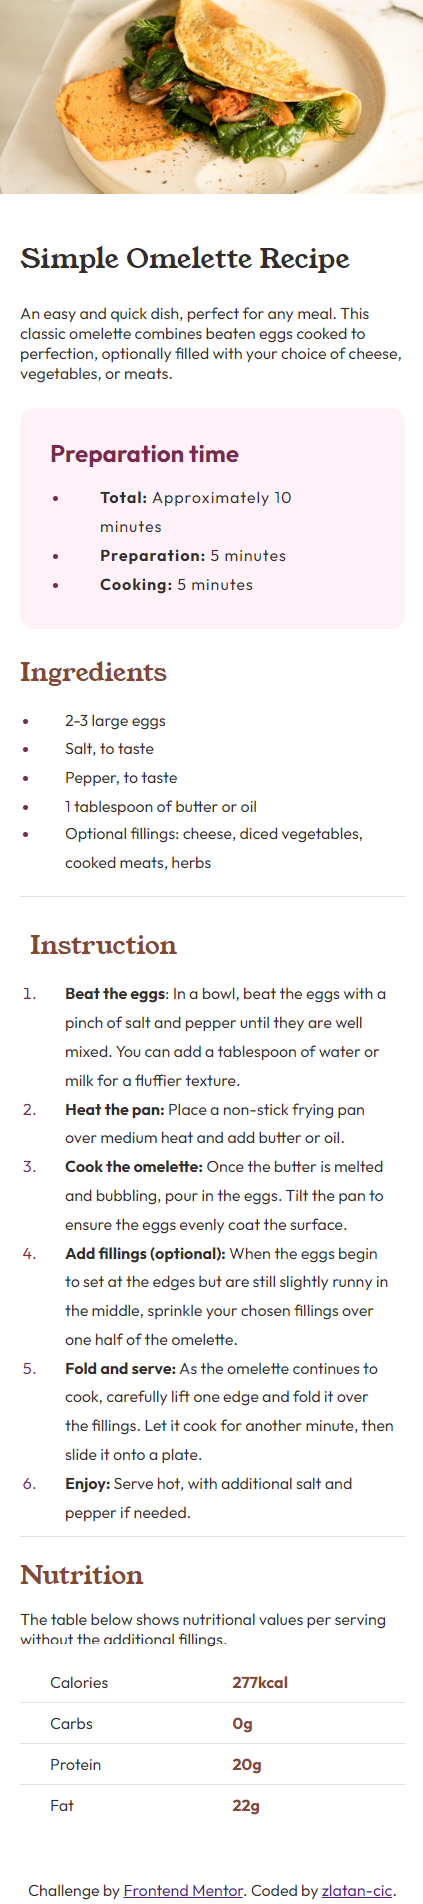 Simple Omelette Recipe
An easy and quick dish, perfect for any meal. This
classic omelette combines beaten eggs cooked to
perfection, optionally filled with your choice of cheese,
vegetables, or meats.
Preparation time
• Total: Approximately 10
minutes
• Preparation: 5 minutes
• Cooking: 5 minutes
Ingredients
• 2-3 large eggs
• Salt, to taste
• Pepper, to taste
• 1 tablespoon of butter or oil
• Optional fillings: cheese, diced vegetables,
cooked meats, herbs
Instruction
1. Beat the eggs: In a bowl, beat the eggs with a
pinch of salt and pepper until they are well
mixed. You can add a tablespoon of water or
milk for a fluffier texture.
2. Heat the pan: Place a non-stick frying pan
over medium heat and add butter or oil.
3. Cook the omelette: Once the butter is melted
and bubbling, pour in the eggs. Tilt the pan to
ensure the eggs evenly coat the surface.
4. Add fillings (optional): When the eggs begin
to set at the edges but are still slightly runny in
the middle, sprinkle your chosen fillings over
one half of the omelette.
5. Fold and serve: As the omelette continues to
cook, carefully lift one edge and fold it over
the fillings. Let it cook for another minute, then
slide it onto a plate.
6. Enjoy: Serve hot, with additional salt and
pepper if needed.
Nutrition
The table below shows nutritional values per serving
without the additional fillings.
Calories 277kcal
Carbs 0g
Protein 20g
Fat 22g
Challenge by Frontend Mentor. Coded by zlatan-cic.